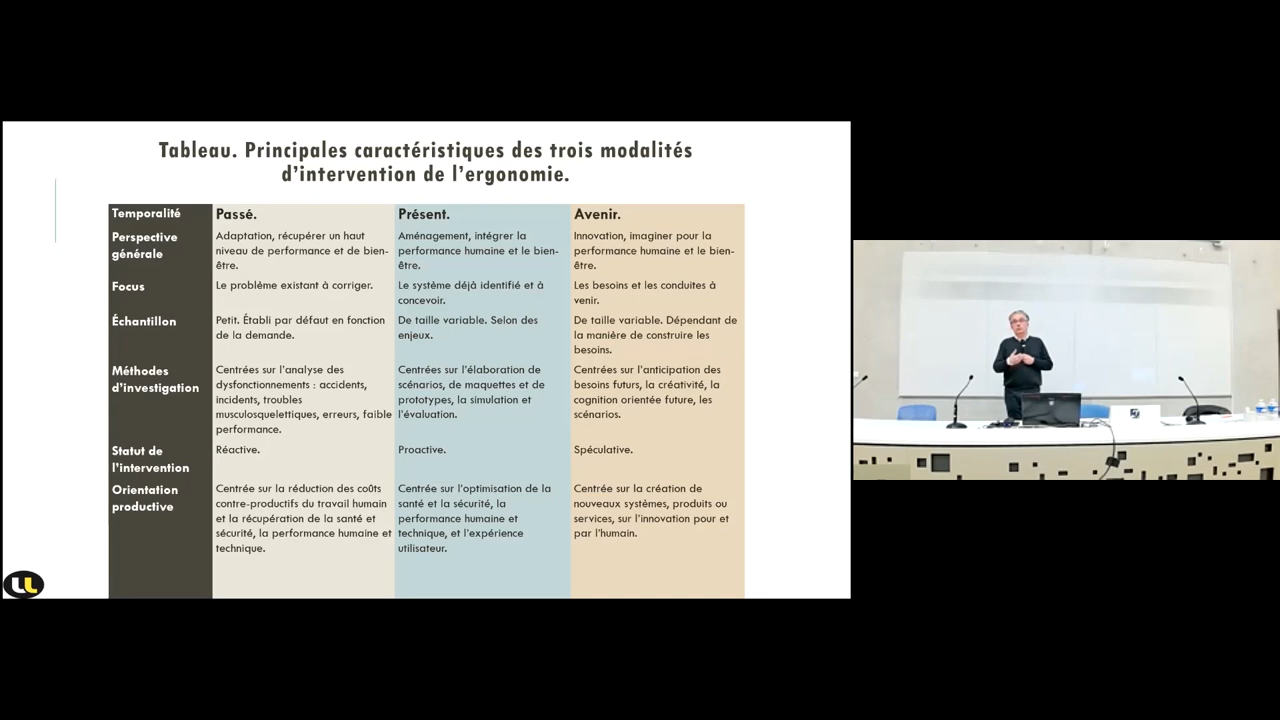 Tableau. Principales caractéristiques des trois modalités
d'intervention de l'ergonomie.
Temporalité
Passé.
Présent.
Avenir.
Perspective
générale
Adaptation, récupérer un haut
niveau de performance et de bien-
être.
Aménagement, intégrer la
performance humaine et le bien-
être.
Innovation, imaginer pour la
performance humaine et le bien-
être.
Focus
Le problème existant à corriger.
Le système déjà identifié et à
concevoir.
Les besoins et les conduites à
venir.
Échantillon
Petit. Établi par défaut en fonction
de la demande.
De taille variable. Selon des
enjeux.
De taille variable. Dépendant de
la manière de construire les
besoins.
Méthodes
d'investigation
Centrées sur l'analyse des
dysfonctionnements : accidents,
incidents, troubles
musculosquelettiques, erreurs, faible
performance.
Centrées sur l'élaboration de
scénarios, de maquettes et de
prototypes, la simulation et
l'évaluation.
Centrées sur l'anticipation des
besoins futurs, la créativité, la
cognition orientée future, les
scénarios.
Statut de
l'intervention
Réactive.
Proactive.
Spéculative.
Orientation
productive
Centrée sur la réduction des coûts
contre-productifs du travail humain
et la récupération de la santé et
sécurité, la performance humaine et
technique.
Centrée sur l'optimisation de la
santé et la sécurité, la
performance humaine et
technique, et l'expérience
utilisateur.
Centrée sur la création de
nouveaux systèmes, produits ou
services, sur l'innovation pour et
par l'humain.